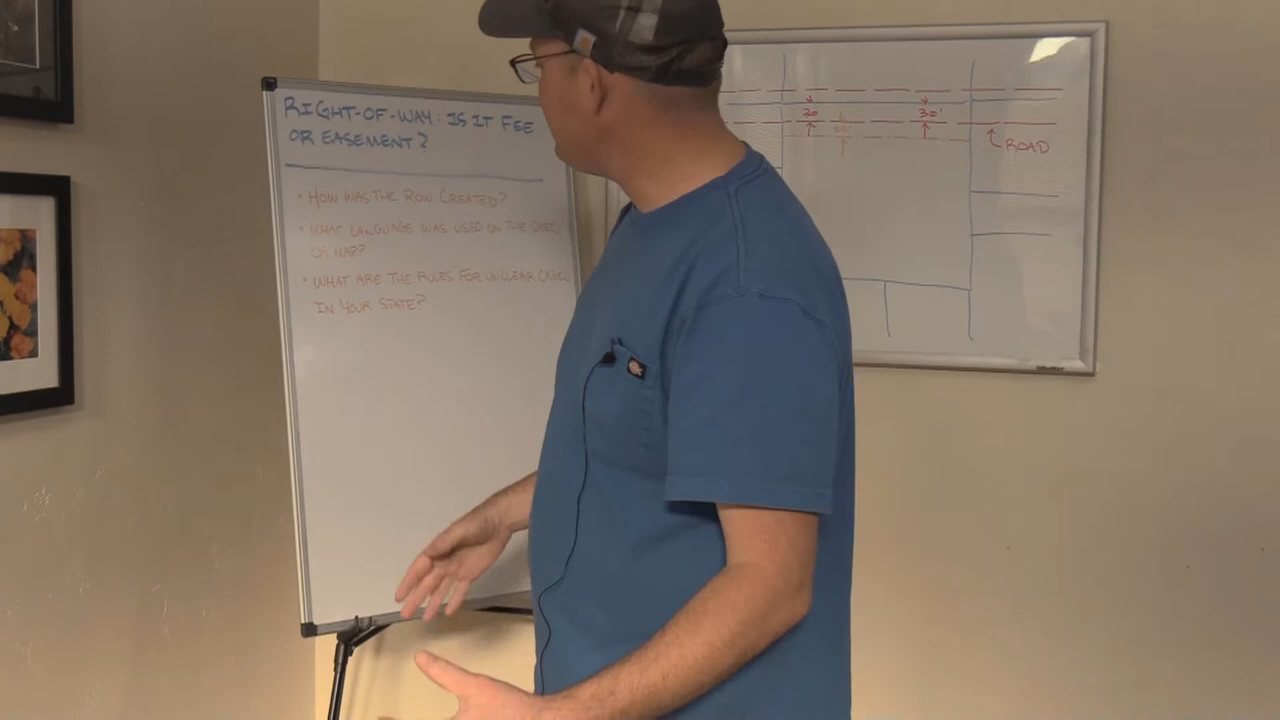 RIGHT-OF-WAY: IS IT FEE
OR EASEMENT?
• HOW WAS THE ROW CREATED?
• WHAT LANGUAGE WAS USED ON THE DEED
OR MAP?
• WHAT ARE THE RULES FOR UNCLEAR CASES
IN YOUR STATE?
30'
ROAD